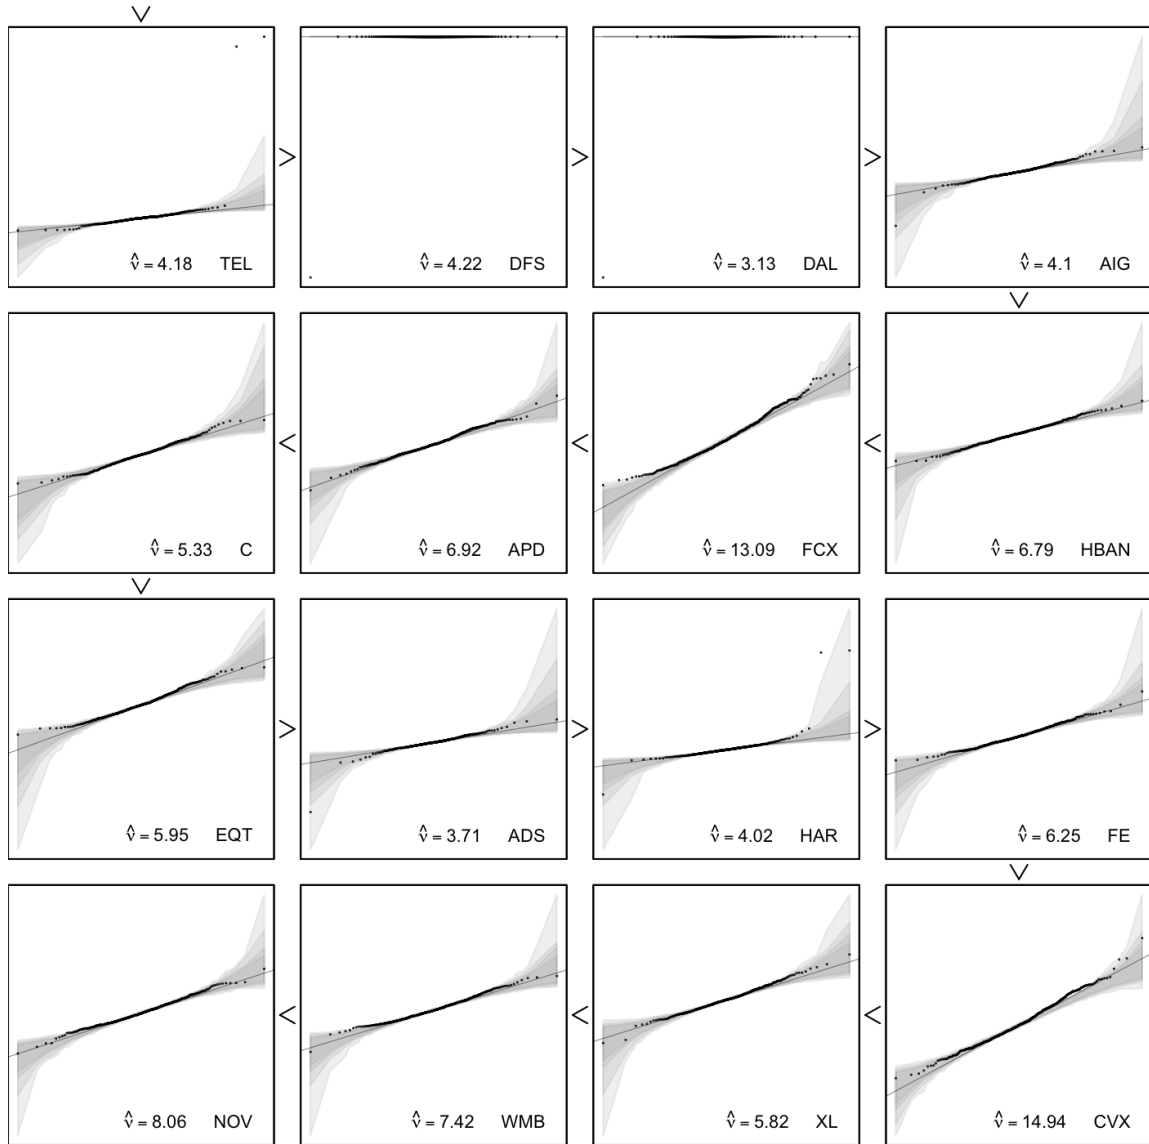 ν̂ = 4.18 TEL
ν̂ = 4.22 DFS
ν̂ = 3.13 DAL
ν̂ = 4.1 AIG
ν̂ = 5.33 C
ν̂ = 6.92 APD
ν̂ = 13.09 FCX
ν̂ = 6.79 HBAN
ν̂ = 5.95 EQT
ν̂ = 3.71 ADS
ν̂ = 4.02 HAR
ν̂ = 6.25 FE
ν̂ = 8.06 NOV
ν̂ = 7.42 WMB
ν̂ = 5.82 XL
ν̂ = 14.94 CVX